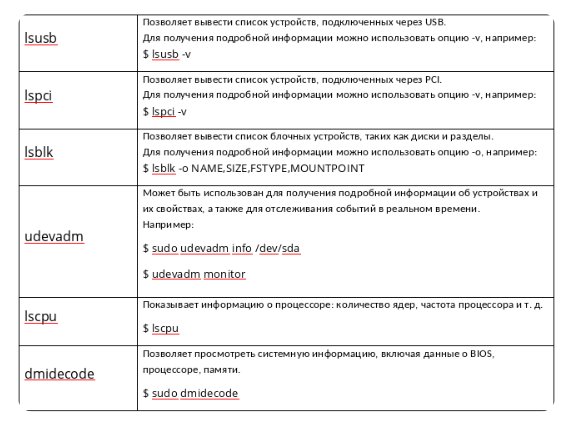 lsusb
Позволяет вывести список устройств, подключенных через USB.
Для получения подробной информации можно использовать опцию -v, например:
$ lsusb -v
lspci
Позволяет вывести список устройств, подключенных через PCI.
Для получения подробной информации можно использовать опцию -v, например:
$ lspci -v
lsblk
Позволяет вывести список блочных устройств, таких как диски и разделы.
Для получения подробной информации можно использовать опцию -o, например:
$ lsblk -o NAME,SIZE,FSTYPE,MOUNTPOINT
udevadm
Может быть использован для получения подробной информации об устройствах и
их свойствах, а также для отслеживания событий в реальном времени.
Например:
$ sudo udevadm info /dev/sda
$ udevadm monitor
lscpu
Показывает информацию о процессоре: количество ядер, частота процессора и т. д.
$ lscpu
dmidecode
Позволяет просмотреть системную информацию, включая данные о BIOS,
процессоре, памяти.
$ sudo dmidecode